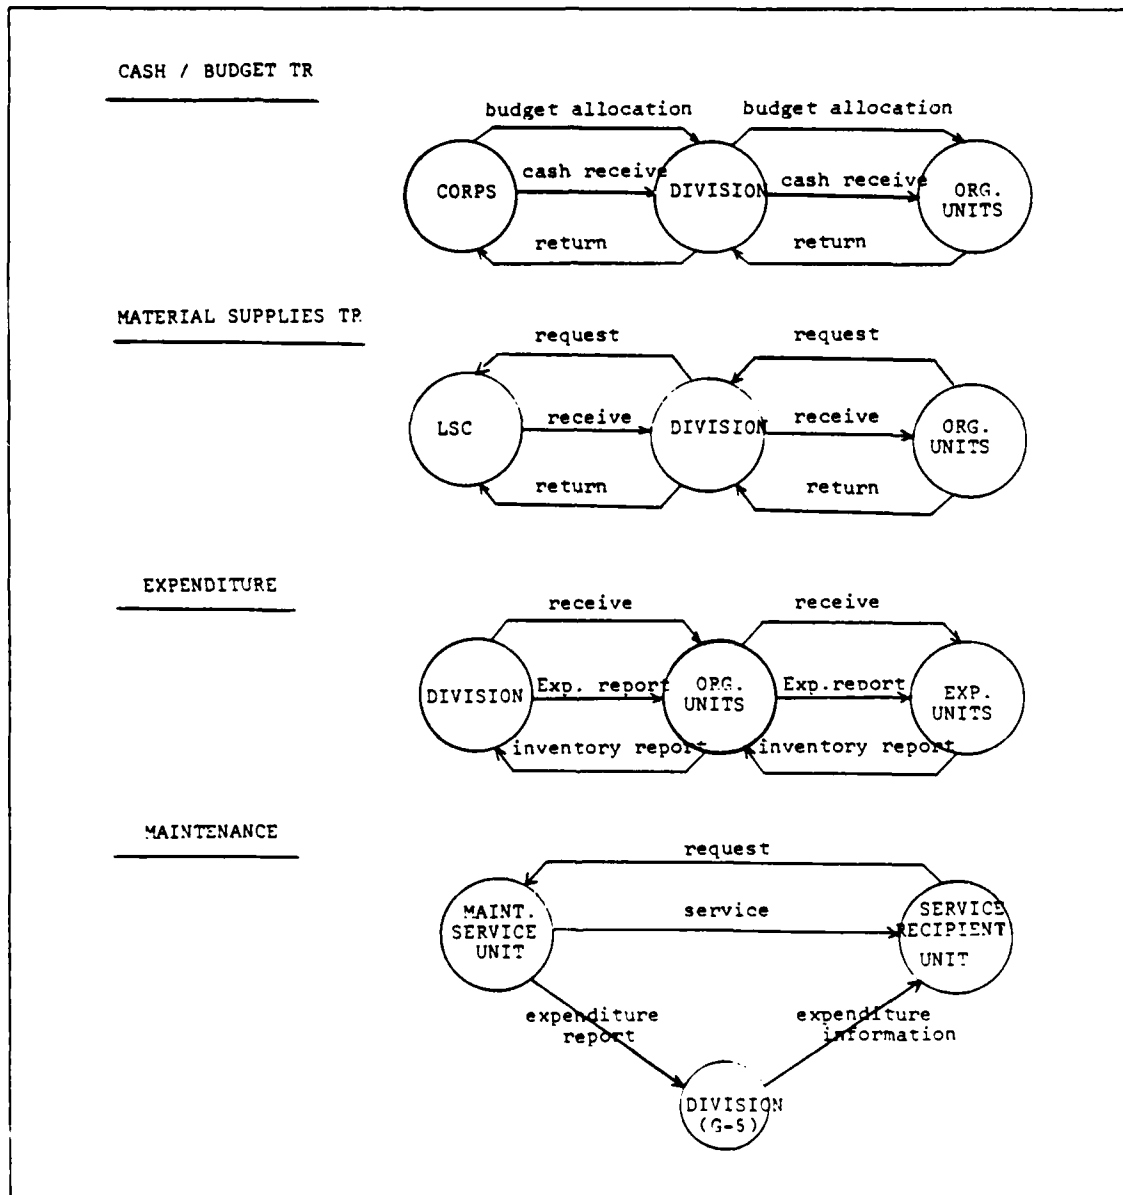 CASH / BUDGET TR
budget allocation budget allocation
CORPS cash receive DIVISION cash receive ORG.
UNITS
return return
MATERIAL SUPPLIES TR
request request
LSC receive DIVISION receive ORG.
UNITS
return return
EXPENDITURE
receive receive
DIVISION Exp. report ORG.
UNITS Exp.report EXP.
UNITS
inventory report inventory report
MAINTENANCE
request
MAINT.
SERVICE
UNIT
service
SERVICE
RECIPIENT
UNIT
expenditure
report
expenditure
information
DIVISION
(G-5)